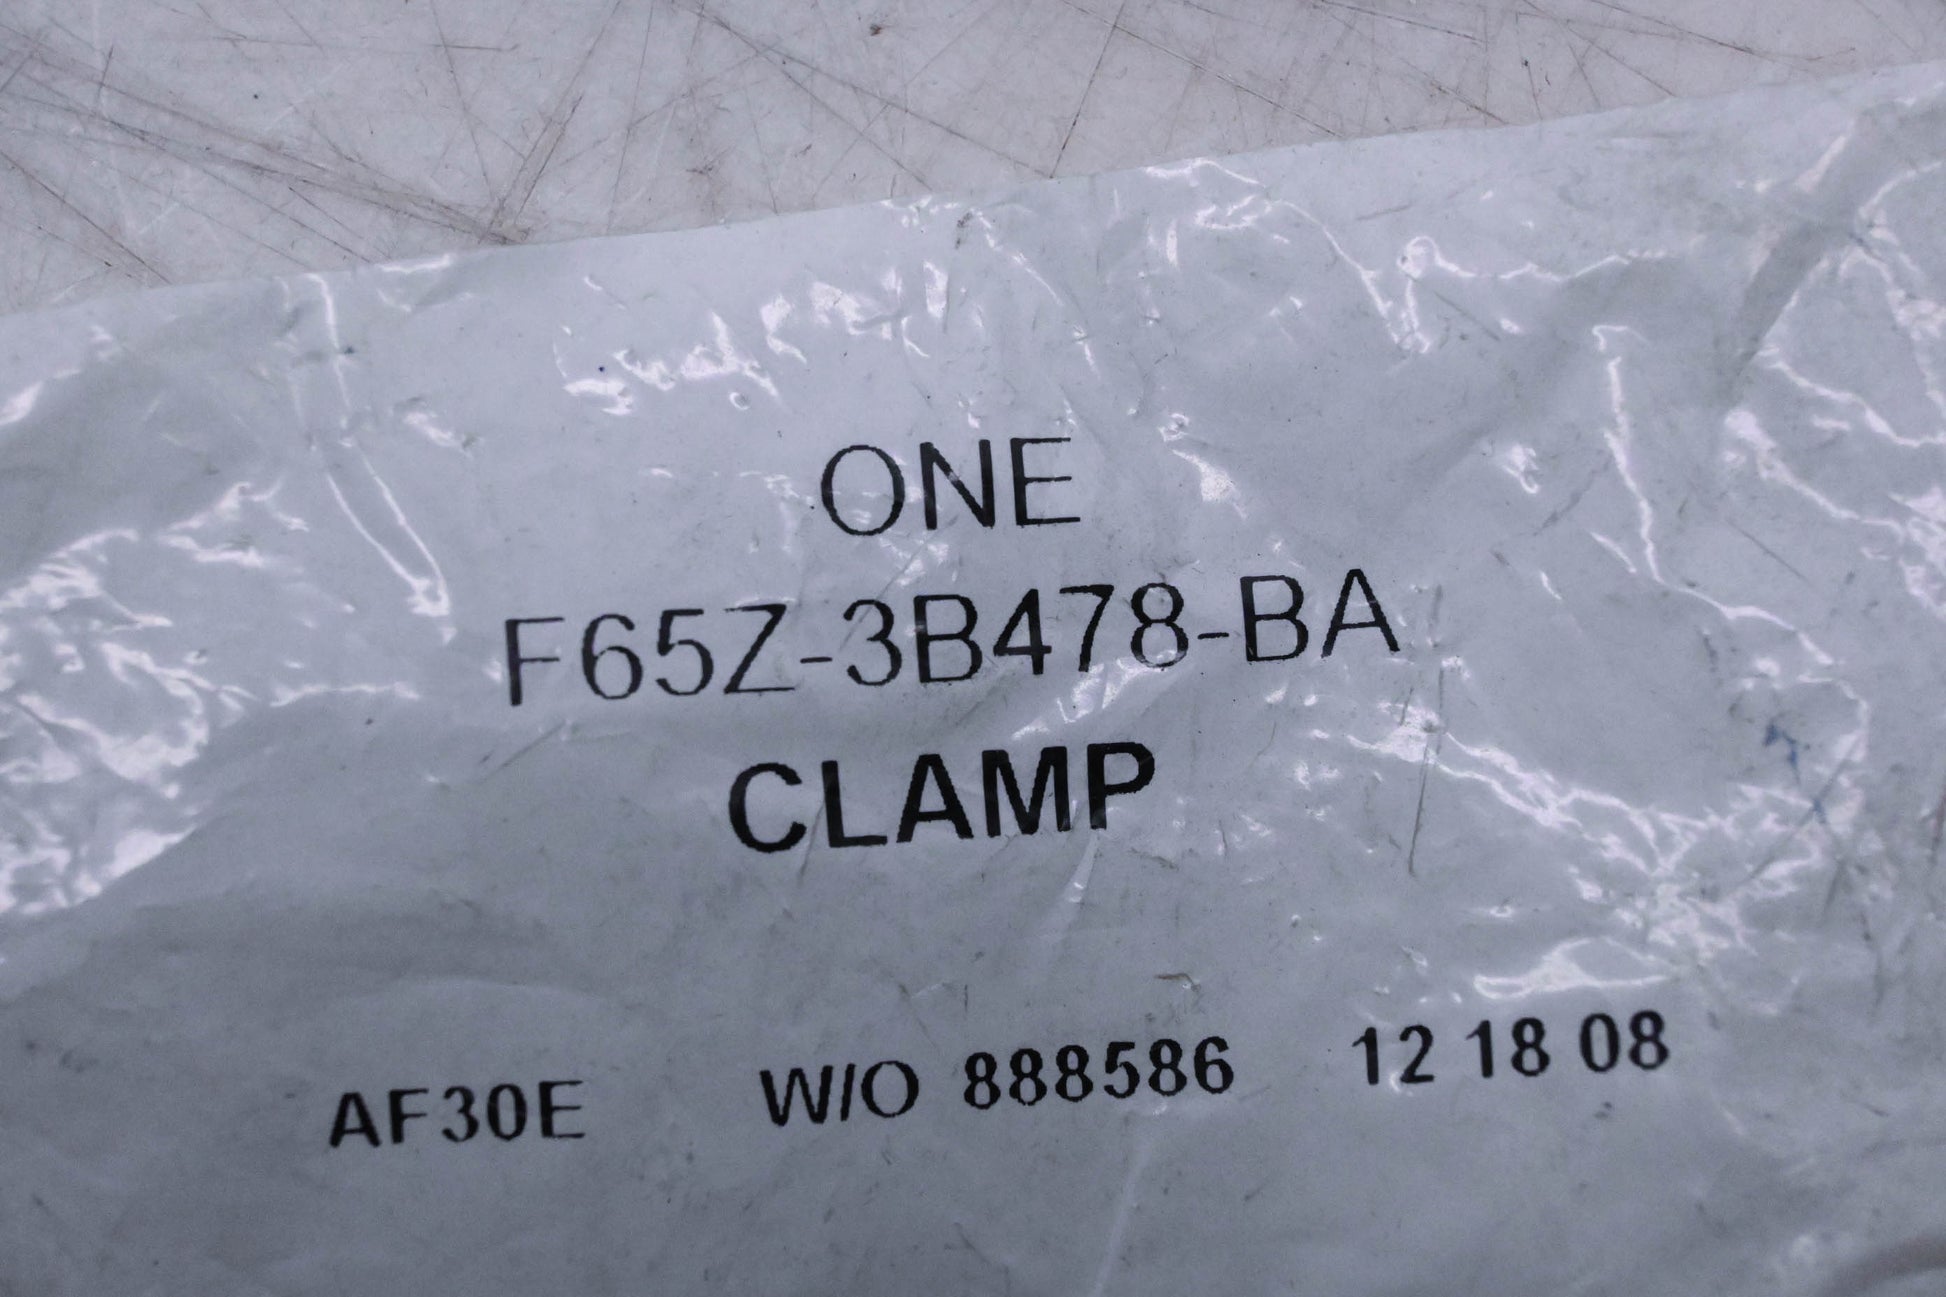 ONE
F65Z-3B478-BA
CLAMP
AF30E W/O 888586 12 18 08